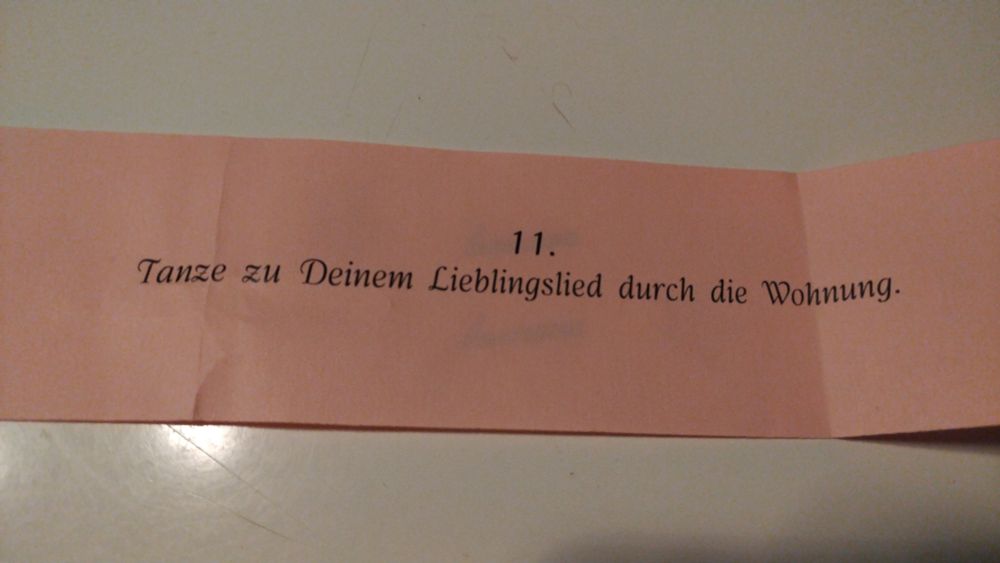 11.
Tanze zu Deinem Lieblingslied durch die Wohnung.